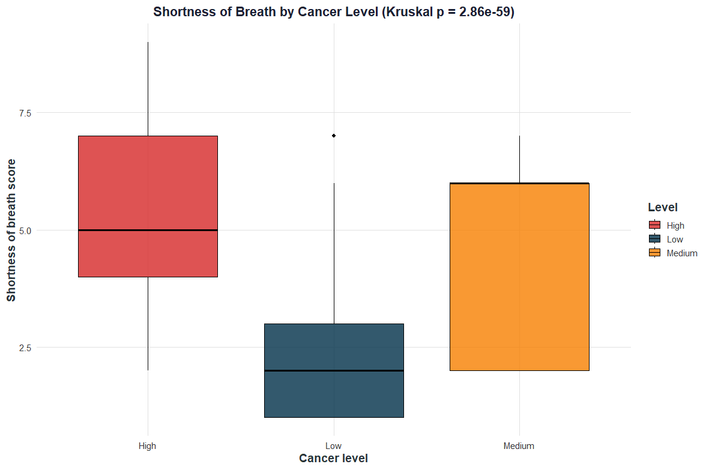 Shortness of Breath by Cancer Level (Kruskal p = 2.86e-59)
Shortness of breath score
7.5
5.0
2.5
High
Low
Medium
Cancer level
Level
High
Low
Medium